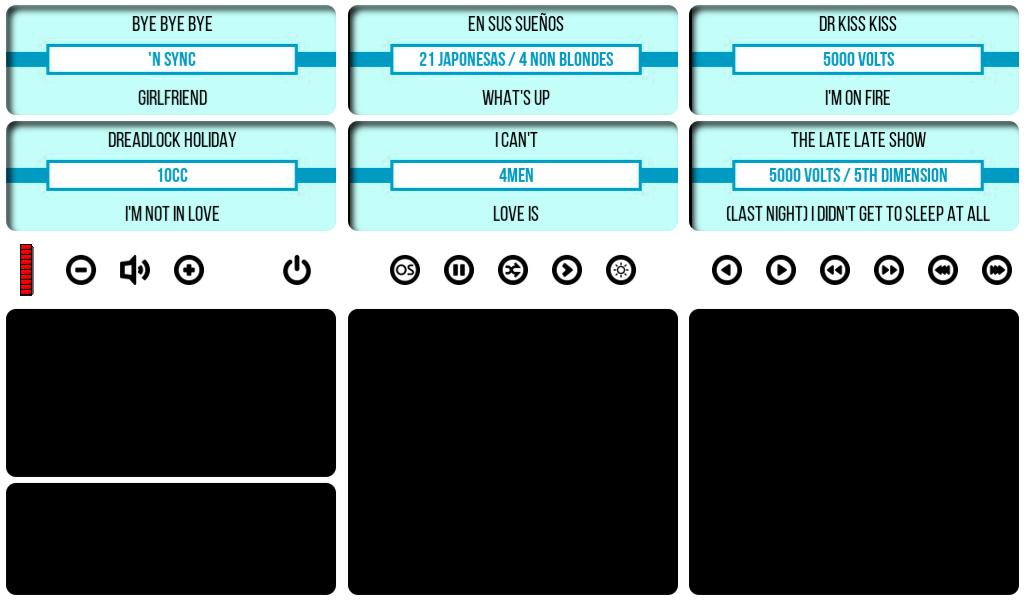 BYE BYE BYE
'N SYNC
GIRLFRIEND
EN SUS SUEÑOS
21 JAPONESAS / 4 NON BLONDES
WHAT'S UP
DR KISS KISS
5000 VOLTS
I'M ON FIRE
DREADLOCK HOLIDAY
10CC
I'M NOT IN LOVE
I CAN'T
4MEN
LOVE IS
THE LATE LATE SHOW
5000 VOLTS / 5TH DIMENSION
(LAST NIGHT) I DIDN'T GET TO SLEEP AT ALL
OS